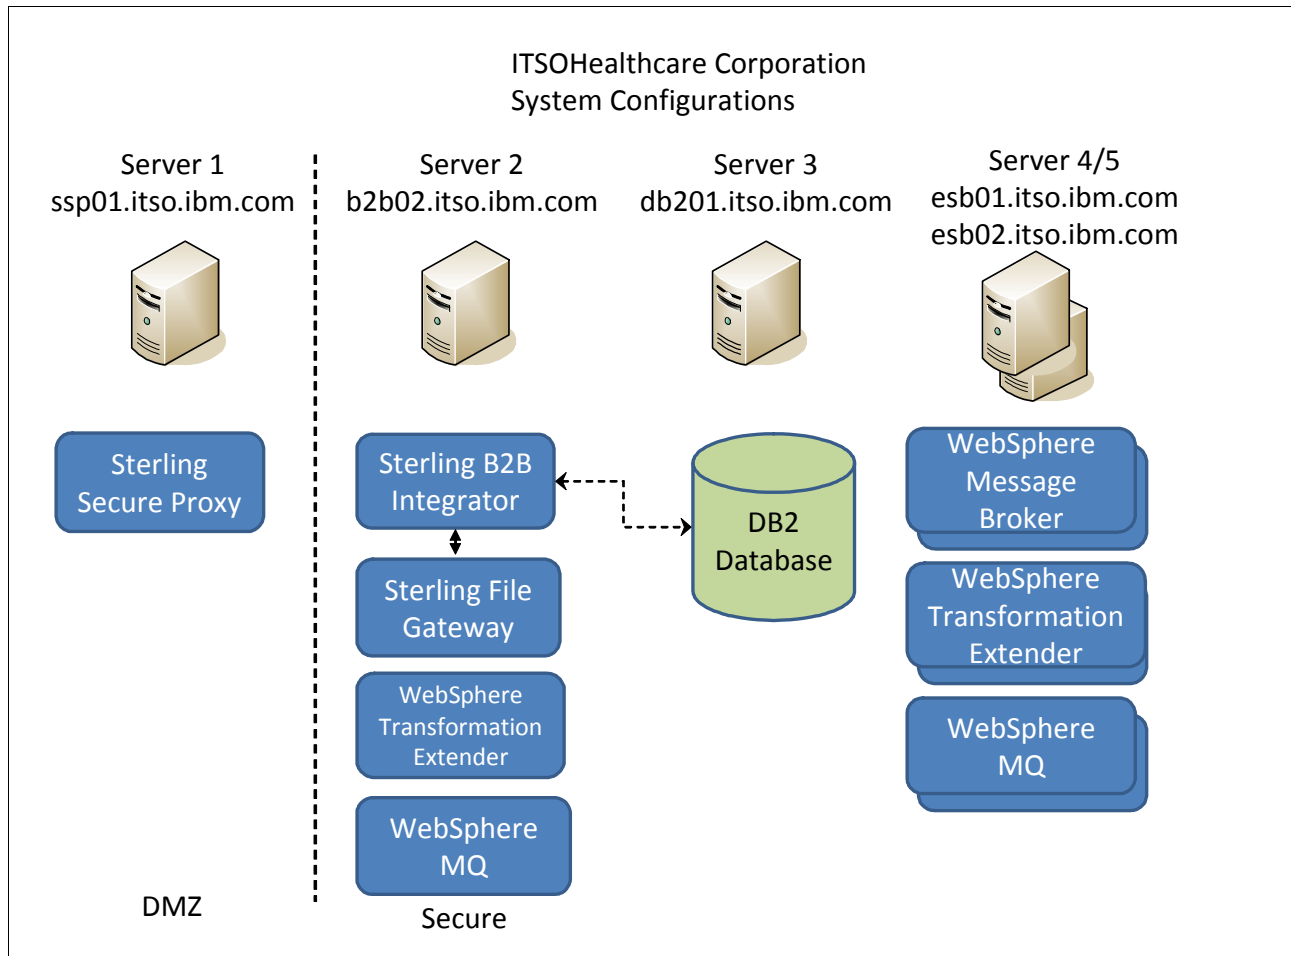 ITSOHealthcare Corporation
System Configurations
Server 1
ssp01.itso.ibm.com
Server 2
b2b02.itso.ibm.com
Server 3
db201.itso.ibm.com
Server 4/5
esb01.itso.ibm.com
esb02.itso.ibm.com
Sterling
Secure Proxy
Sterling B2B
Integrator
Sterling File
Gateway
WebSphere
Transformation
Extender
WebSphere
MQ
DB2
Database
WebSphere
Message
Broker
WebSphere
Transformation
Extender
WebSphere
MQ
DMZ
Secure